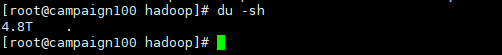 [root@campaign100 hadoop]# du -sh
4.8T    .
[root@campaign100 hadoop]#